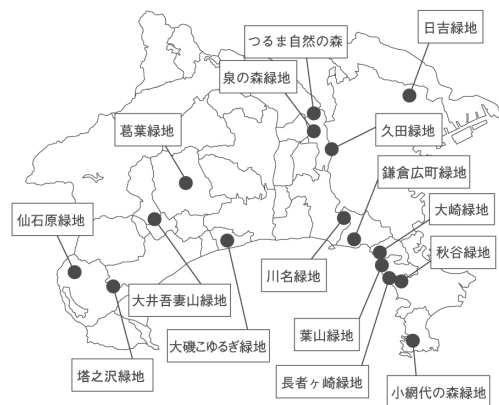 日吉緑地
つるま自然の森
泉の森緑地
久田緑地
葛葉緑地
鎌倉広町緑地
大崎緑地
仙石原緑地
秋谷緑地
川名緑地
大井吾妻山緑地
葉山緑地
大磯こゆるぎ緑地
塔之沢緑地
長者ヶ崎緑地
小網代の森緑地